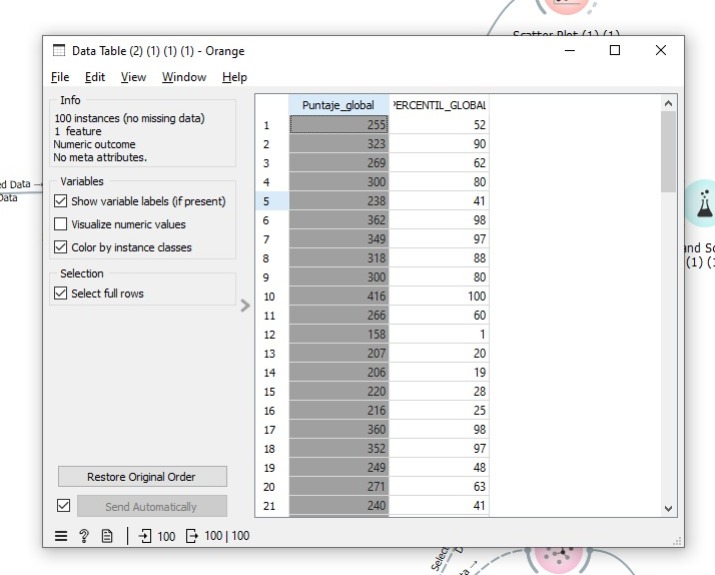 Scatter Plot (1) (1)
Data Table (2) (1) (1) (1) - Orange
File Edit View Window Help
Info
100 instances (no missing data)
1 feature
Numeric outcome
No meta attributes.
Variables
Show variable labels (if present)
Visualize numeric values
Color by instance classes
Selection
Select full rows
Restore Original Order
Send Automatically
100 100 | 100
Puntaje_global PERCENTIL_GLOBAL
1 255 52
2 323 90
3 269 62
4 300 80
5 238 41
6 362 98
7 349 97
8 318 88
9 300 80
10 416 100
11 266 60
12 158 1
13 207 20
14 206 19
15 220 28
16 216 25
17 360 98
18 352 97
19 249 48
20 271 63
21 240 41
ed Data
Data
and Sc
(1) (1
Select